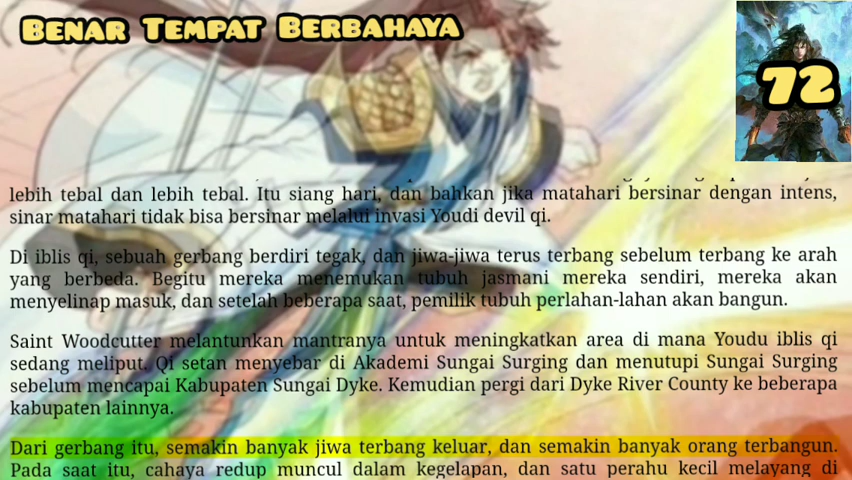 BENAR TEMPAT BERBAHAYA
72
lebih tebal dan lebih tebal. Itu siang hari, dan bahkan jika matahari bersinar dengan intens,
sinar matahari tidak bisa bersinar melalui invasi Youdi devil qi.
Di iblis qi, sebuah gerbang berdiri tegak, dan jiwa-jiwa terus terbang sebelum terbang ke arah
yang berbeda. Begitu mereka menemukan tubuh jasmani mereka sendiri, mereka akan
menyelinap masuk, dan setelah beberapa saat, pemilik tubuh perlahan-lahan akan bangun.
Saint Woodcutter melantunkan mantranya untuk meningkatkan area di mana Youdu iblis qi
sedang meliput. Qi setan menyebar di Akademi Sungai Surging dan menutupi Sungai Surging
sebelum mencapai Kabupaten Sungai Dyke. Kemudian pergi dari Dyke River County ke beberapa
kabupaten lainnya.
Dari gerbang itu, semakin banyak jiwa terbang keluar, dan semakin banyak orang terbangun.
Pada saat itu, cahaya redup muncul dalam kegelapan, dan satu perahu kecil melayang di